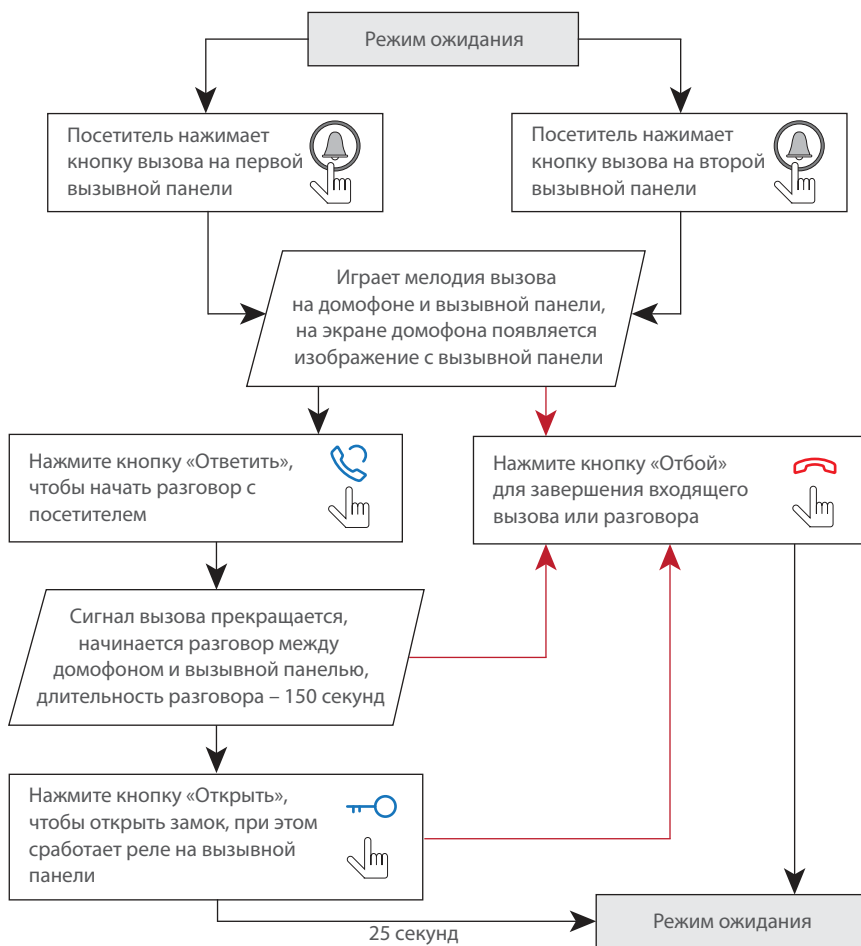 Режим ожидания
Посетитель нажимает
кнопку вызова на первой
вызывной панели
Посетитель нажимает
кнопку вызова на второй
вызывной панели
Играет мелодия вызова
на домофоне и вызывной панели,
на экране домофона появляется
изображение с вызывной панели
Нажмите кнопку «Ответить»,
чтобы начать разговор с
посетителем
Нажмите кнопку «Отбой»
для завершения входящего
вызова или разговора
Сигнал вызова прекращается,
начинается разговор между
домофоном и вызывной панелью,
длительность разговора – 150 секунд
Нажмите кнопку «Открыть»,
чтобы открыть замок, при этом
сработает реле на вызывной
панели
25 секунд
Режим ожидания